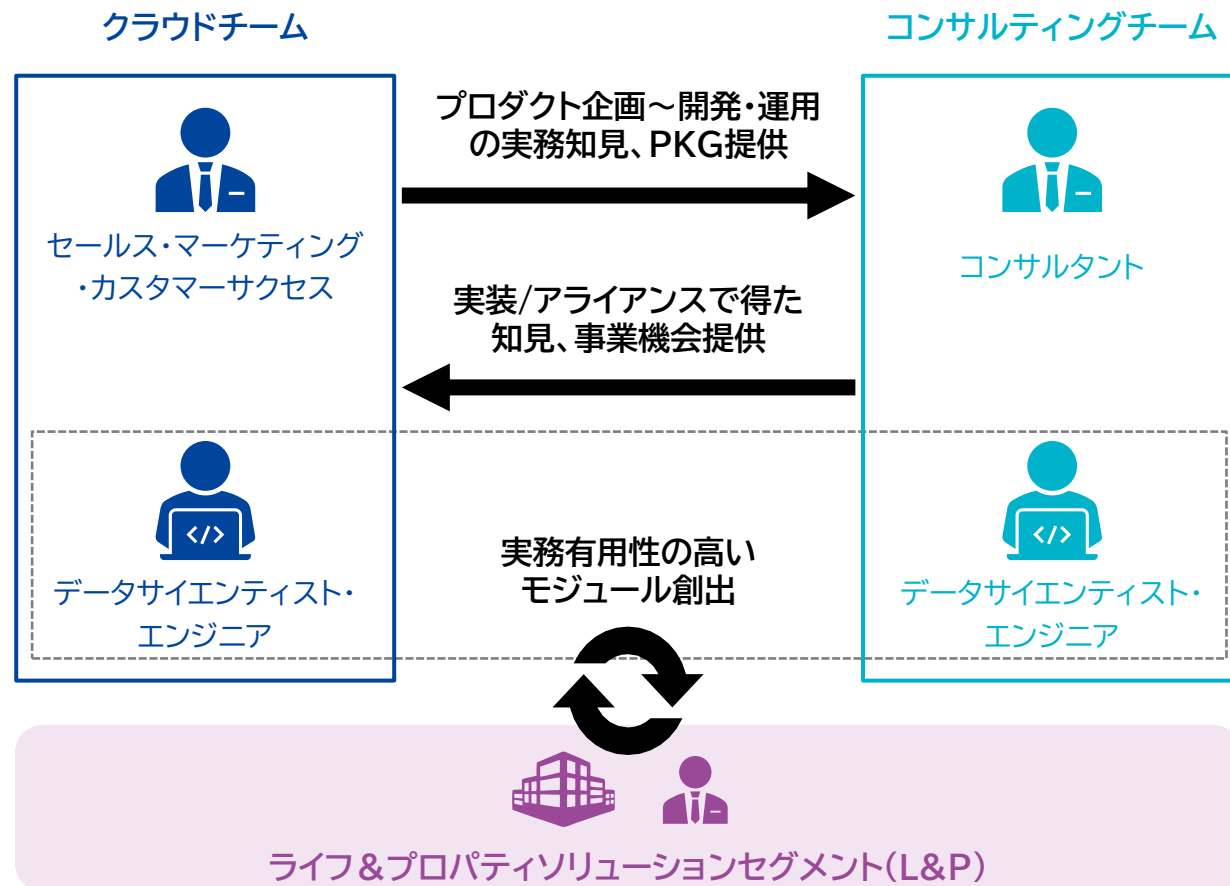 クラウドチーム
コンサルティングチーム
プロダクト企画～開発・運用
の実務知見、PKG提供
セールス・マーケティング
・カスタマーサクセス
コンサルタント
実装/アライアンスで得た
知見、事業機会提供
</>
データサイエンティスト・
エンジニア
実務有用性の高い
モジュール創出
</>
データサイエンティスト・
エンジニア
ライフ&プロパティソリューションセグメント(L&P)